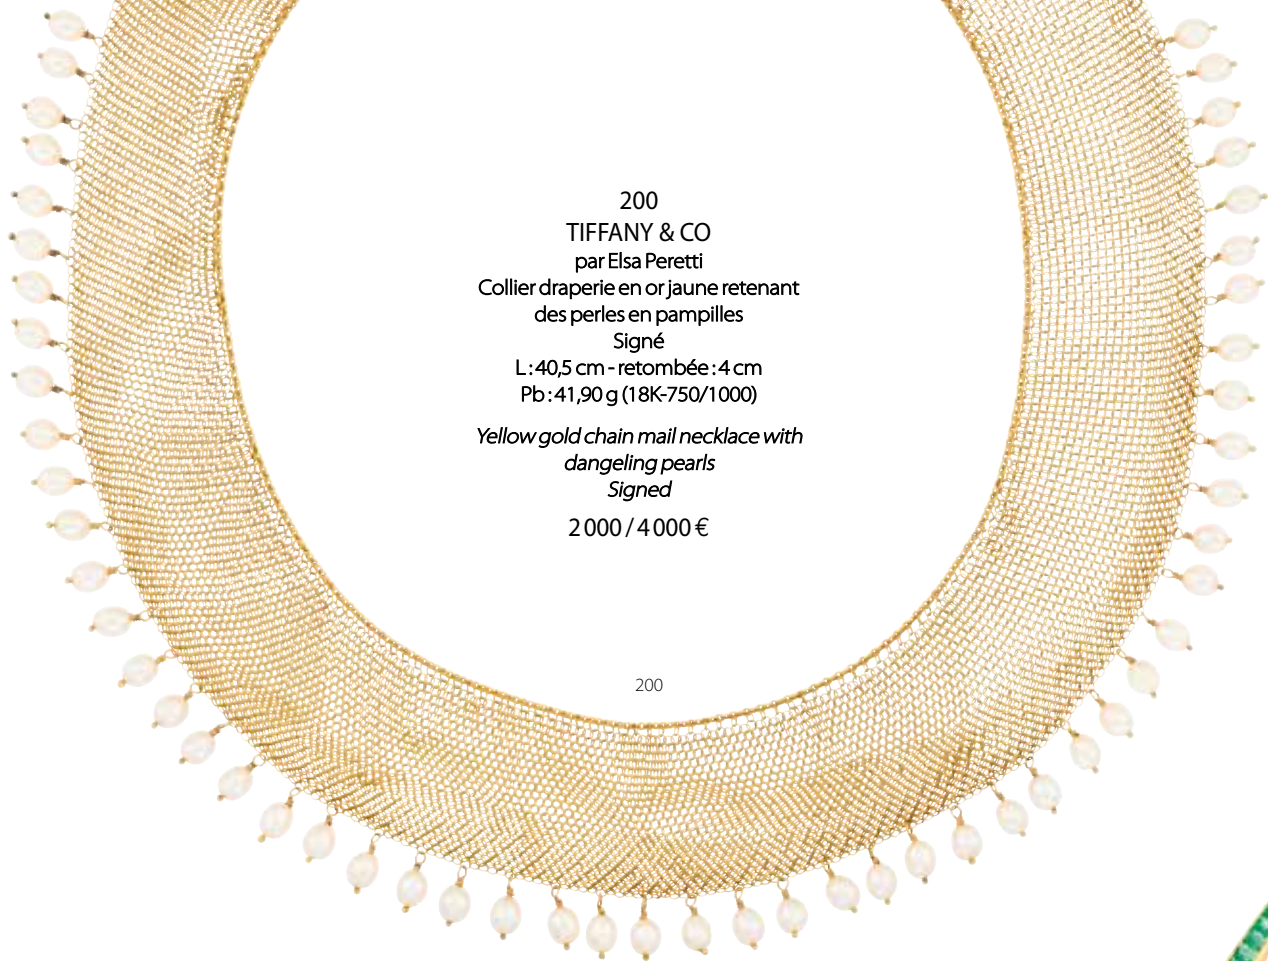 200
TIFFANY & CO
par Elsa Peretti
Collier draperie en or jaune retenant
des perles en pampilles
Signé
L : 40,5 cm - retombée : 4 cm
Pb : 41,90 g (18K-750/1000)
Yellow gold chain mail necklace with
dangeling pearls
Signed
2 000 / 4 000 €
200